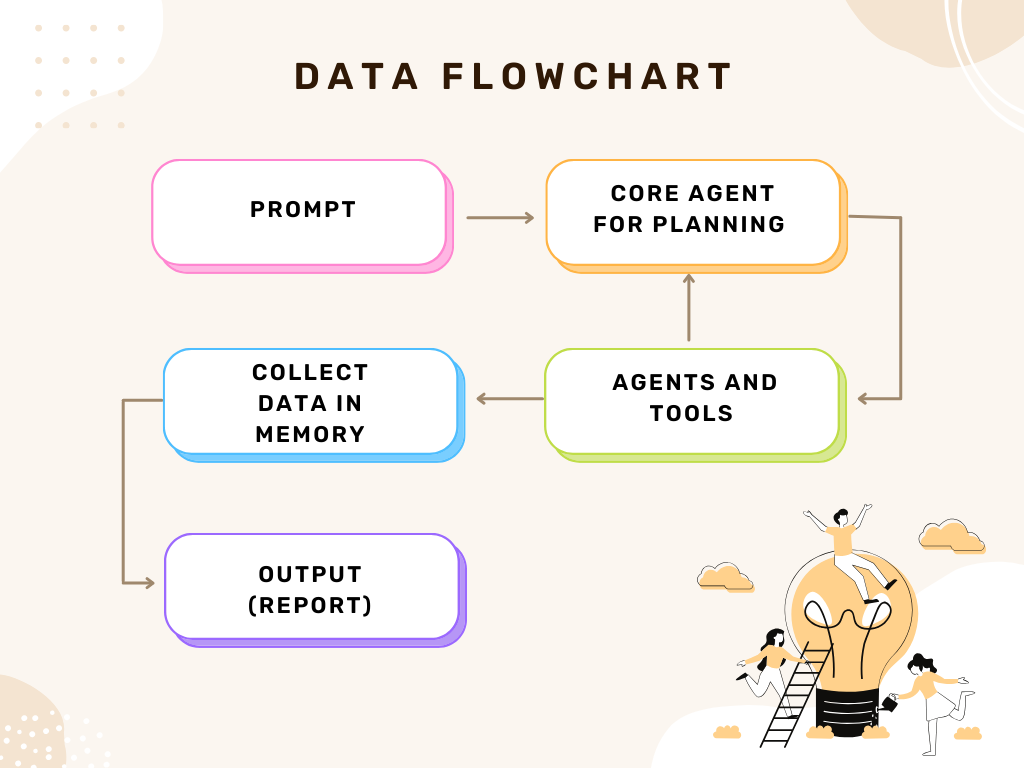 DATA FLOWCHART
PROMPT
CORE AGENT
FOR PLANNING
COLLECT
DATA IN
MEMORY
AGENTS AND
TOOLS
OUTPUT
(REPORT)